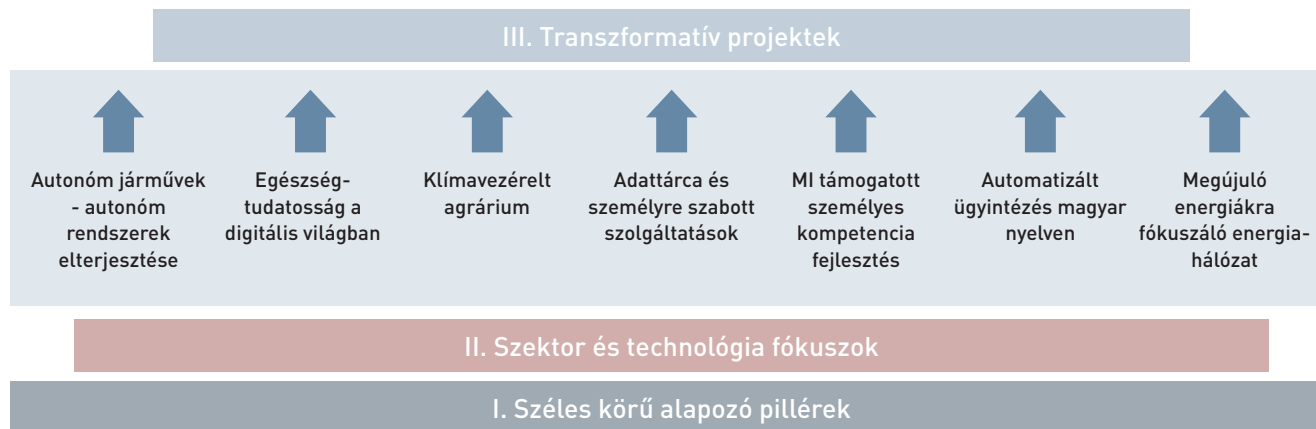 III. Transzformatív projektek
Autonóm járművek
- autonóm
rendszerek
elterjesztése
Egészség-
tudatosság a
digitális világban
Klímavezérelt
agrárium
Adattárca és
személyre szabott
szolgáltatások
MI támogatott
személyes
kompetencia
fejlesztés
Automatizált
ügyintézés magyar
nyelven
Megújuló
energiákra
fókuszáló energia-
hálózat
II. Szektor és technológia fókuszok
I. Széles körű alapozó pillérek